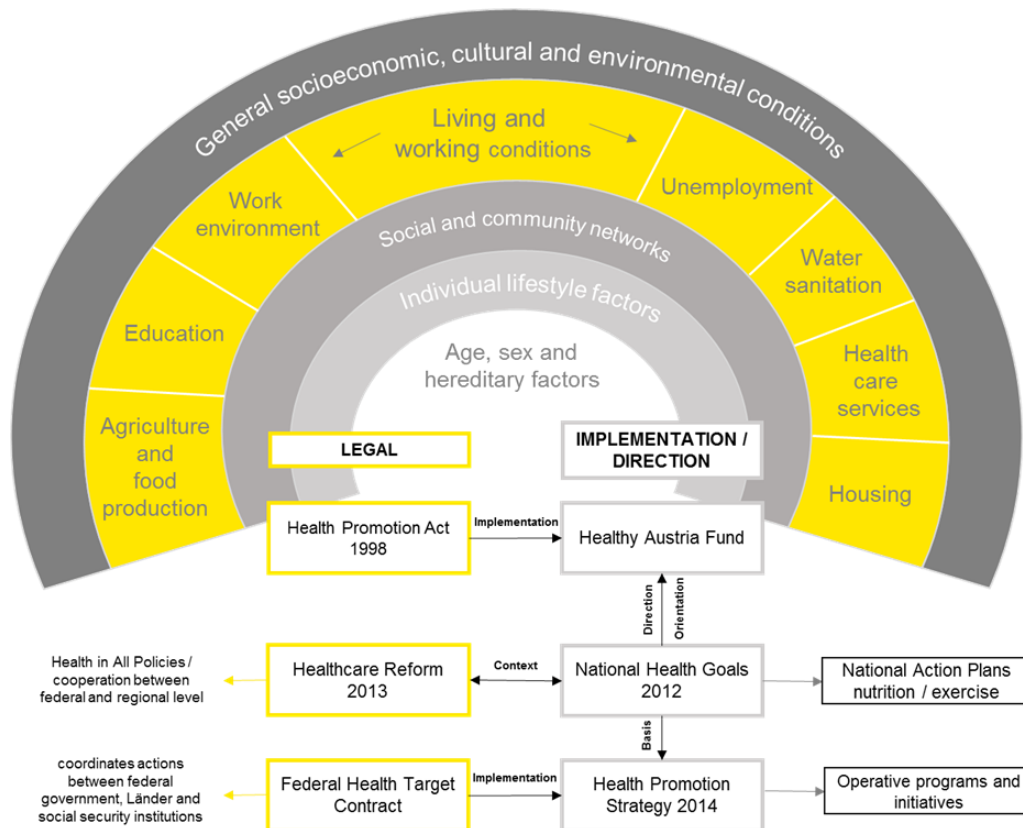 General socioeconomic, cultural and environmental conditions
Living and
working conditions
Work
environment
Unemployment
Education
Water
sanitation
Agriculture
and
food
production
Health
care
services
Housing
Social and community networks
Individual lifestyle factors
Age, sex and
hereditary factors
LEGAL
IMPLEMENTATION /
DIRECTION
Health Promotion Act
1998
Implementation
Healthy Austria Fund
Direction
Orientation
Health in All Policies /
cooperation between
federal and regional level
Healthcare Reform
2013
Context
National Health Goals
2012
National Action Plans
nutrition / exercise
Basis
coordinates actions
between federal
government, Länder and
social security institutions
Federal Health Target
Contract
Implementation
Health Promotion
Strategy 2014
Operative programs and
initiatives